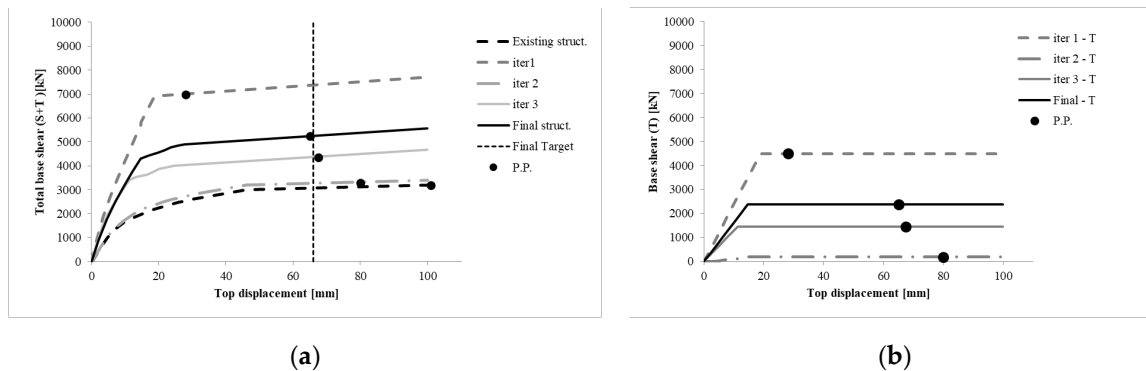 10000
9000
8000
7000
6000
5000
4000
3000
2000
1000
0
Total base shear (S+T )[kN]
0 20 40 60 80 100
Top displacement [mm]
Existing struct.
iter1
iter 2
iter 3
Final struct.
Final Target
P.P.
(a)
10000
9000
8000
7000
6000
5000
4000
3000
2000
1000
0
Base shear (T) [kN]
0 20 40 60 80 100
Top displacement [mm]
iter 1 - T
iter 2 - T
iter 3 - T
Final - T
P.P.
(b)